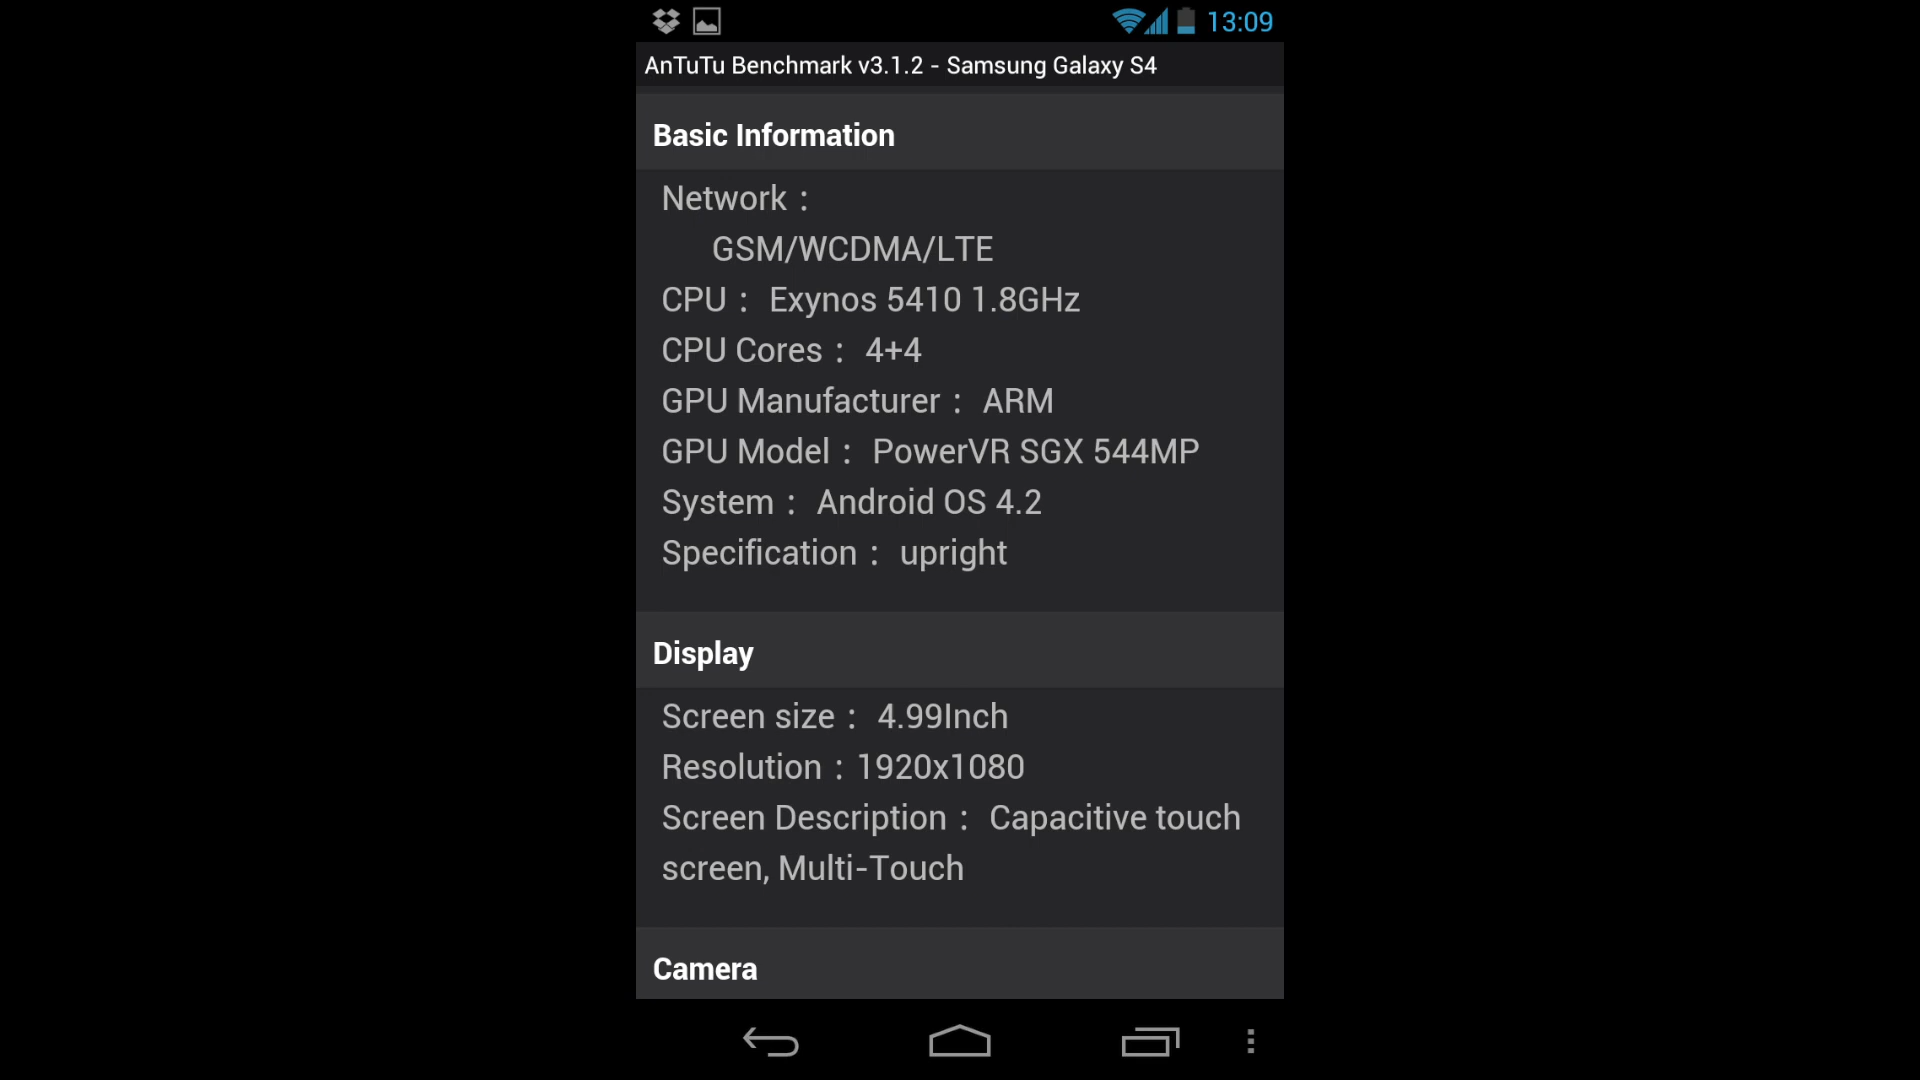 13:09
AnTuTu Benchmark v3.1.2 - Samsung Galaxy S4
Basic Information
Network :
GSM/WCDMA/LTE
CPU : Exynos 5410 1.8GHz
CPU Cores : 4+4
GPU Manufacturer : ARM
GPU Model : PowerVR SGX 544MP
System : Android OS 4.2
Specification : upright
Display
Screen size : 4.99Inch
Resolution : 1920x1080
Screen Description : Capacitive touch
screen, Multi-Touch
Camera